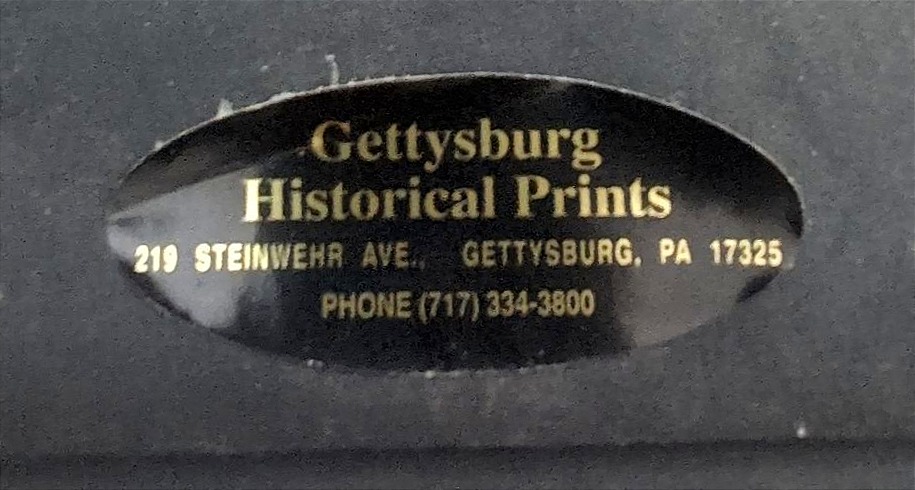 Gettysburg
Historical Prints
219 STEINWEHR AVE., GETTYSBURG, PA 17325
PHONE (717) 334-3800